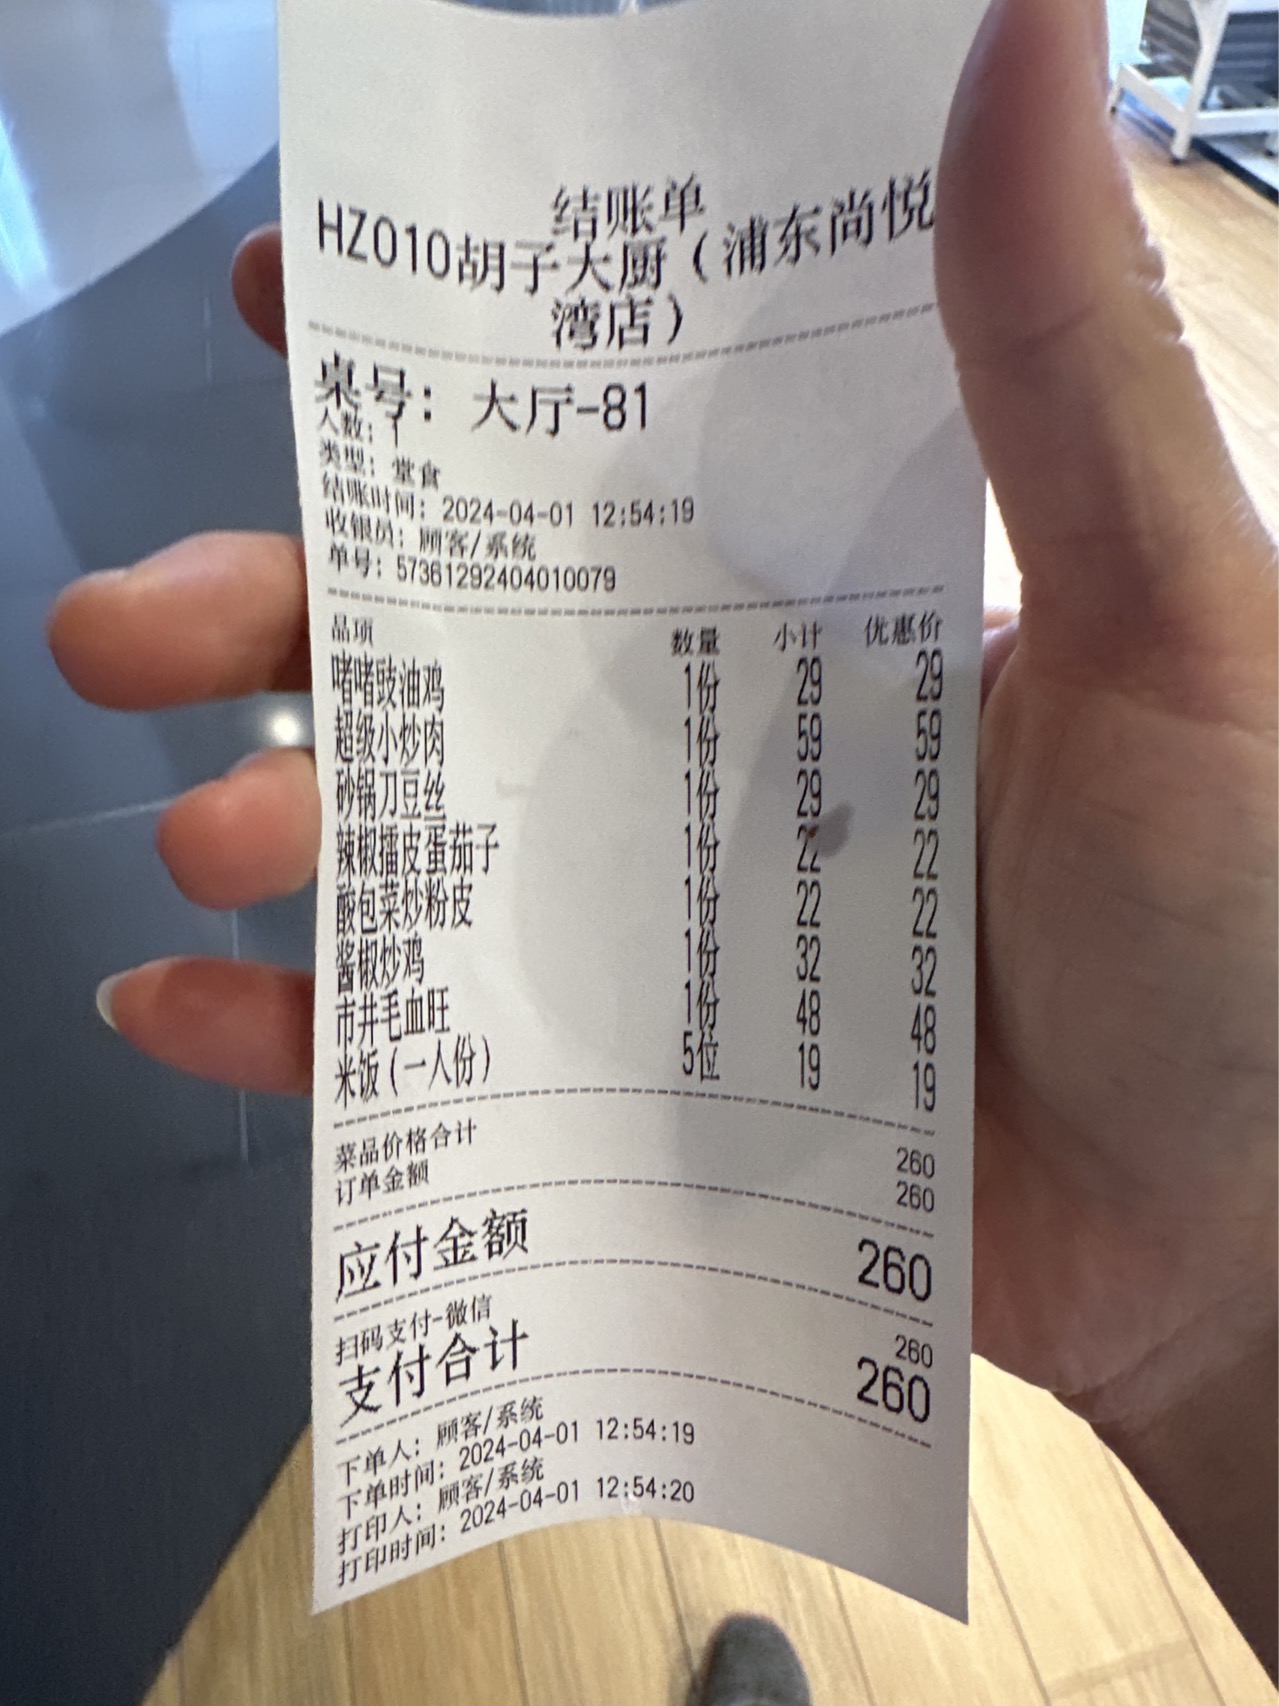 结账单
HZ010胡子大厨(浦东尚悦
湾店)
桌号: 大厅-81
人数: 1
类型: 堂食
结账时间: 2024-04-01 12:54:19
收银员: 顾客/系统
单号: 57361292404010079
品项 数量 小计 优惠价
啫啫豉油鸡 1份 29 29
超级小炒肉 1份 59 59
砂锅刀豆丝 1份 29 29
辣椒擂皮蛋茄子 1份 22 22
酸包菜炒粉皮 1份 22 22
酱椒炒鸡 1份 32 32
市井毛血旺 1份 48 48
米饭(一人份) 5位 19 19
菜品价格合计 260
订单金额 260
应付金额 260
扫码支付-微信 260
支付合计 260
下单人: 顾客/系统
下单时间: 2024-04-01 12:54:19
打印人: 顾客/系统
打印时间: 2024-04-01 12:54:20